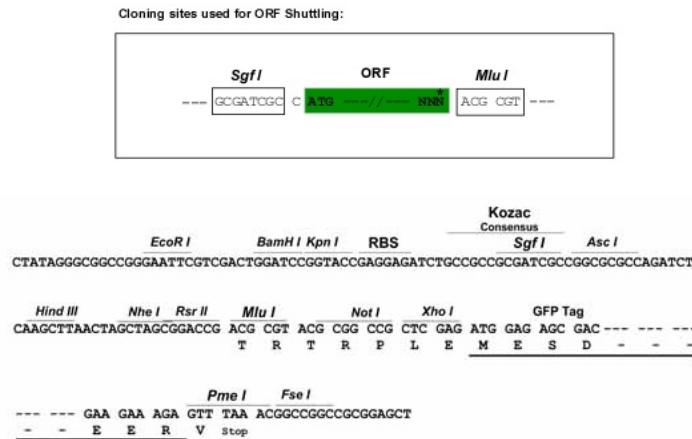 Cloning sites used for ORF Shuttling:
Sgf I ORF Mlu I
--- GCGATCGC C ATG ---//--- NNN* ACG CGT ---
Kozac
Consensus
EcoR I BamH I Kpn I RBS Sgf I Asc I
CTATAGGGCGGCCGGGAATTCGTCGACTGGATCCGGTACCGAGGAGATCTGCCGCCGCGATCGCCGGCGCGCCAGATCT
Hind III Nhe I Rsr II Mlu I Not I Xho I GFP Tag
CAAGCTTAACTAGCTAGCGGACCG ACG CGT ACG CGG CCG CTC GAG ATG GAG AGC GAC--- --- ---
T R T R P L E M E S D - - -
Pme I Fse I
--- --- GAA GAA AGA GTT TAA ACGGCCGGCCGCGGAGCT
- - E E R V Stop